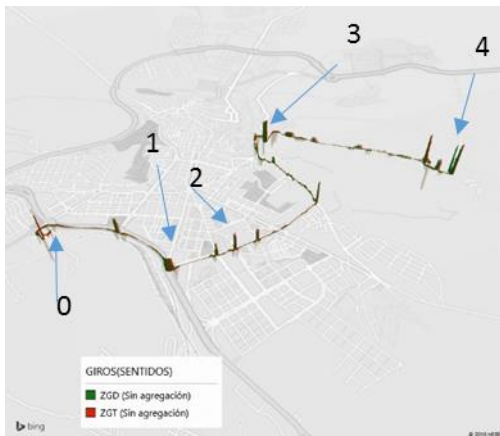 3
4
1
2
0
GIROS(SENTIDOS)
ZGD (Sin agregación)
ZGT (Sin agregación)
bing